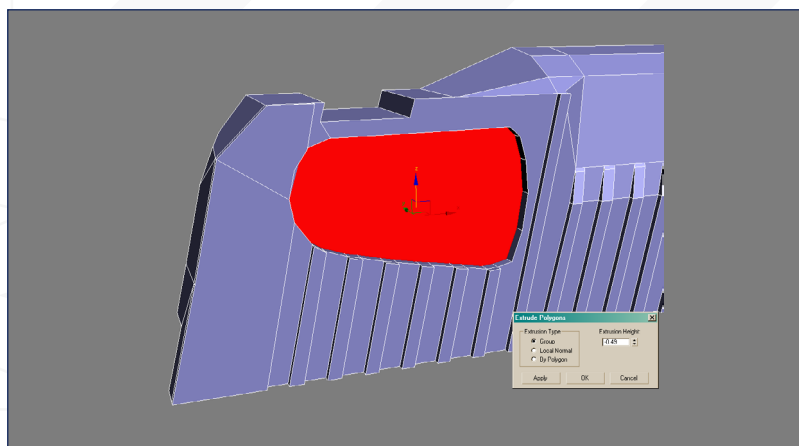 Extrude Polygons
Extrusion Type
Group
Local Normal
By Polygon
Extrusion Height
-0.49
Apply
OK
Cancel